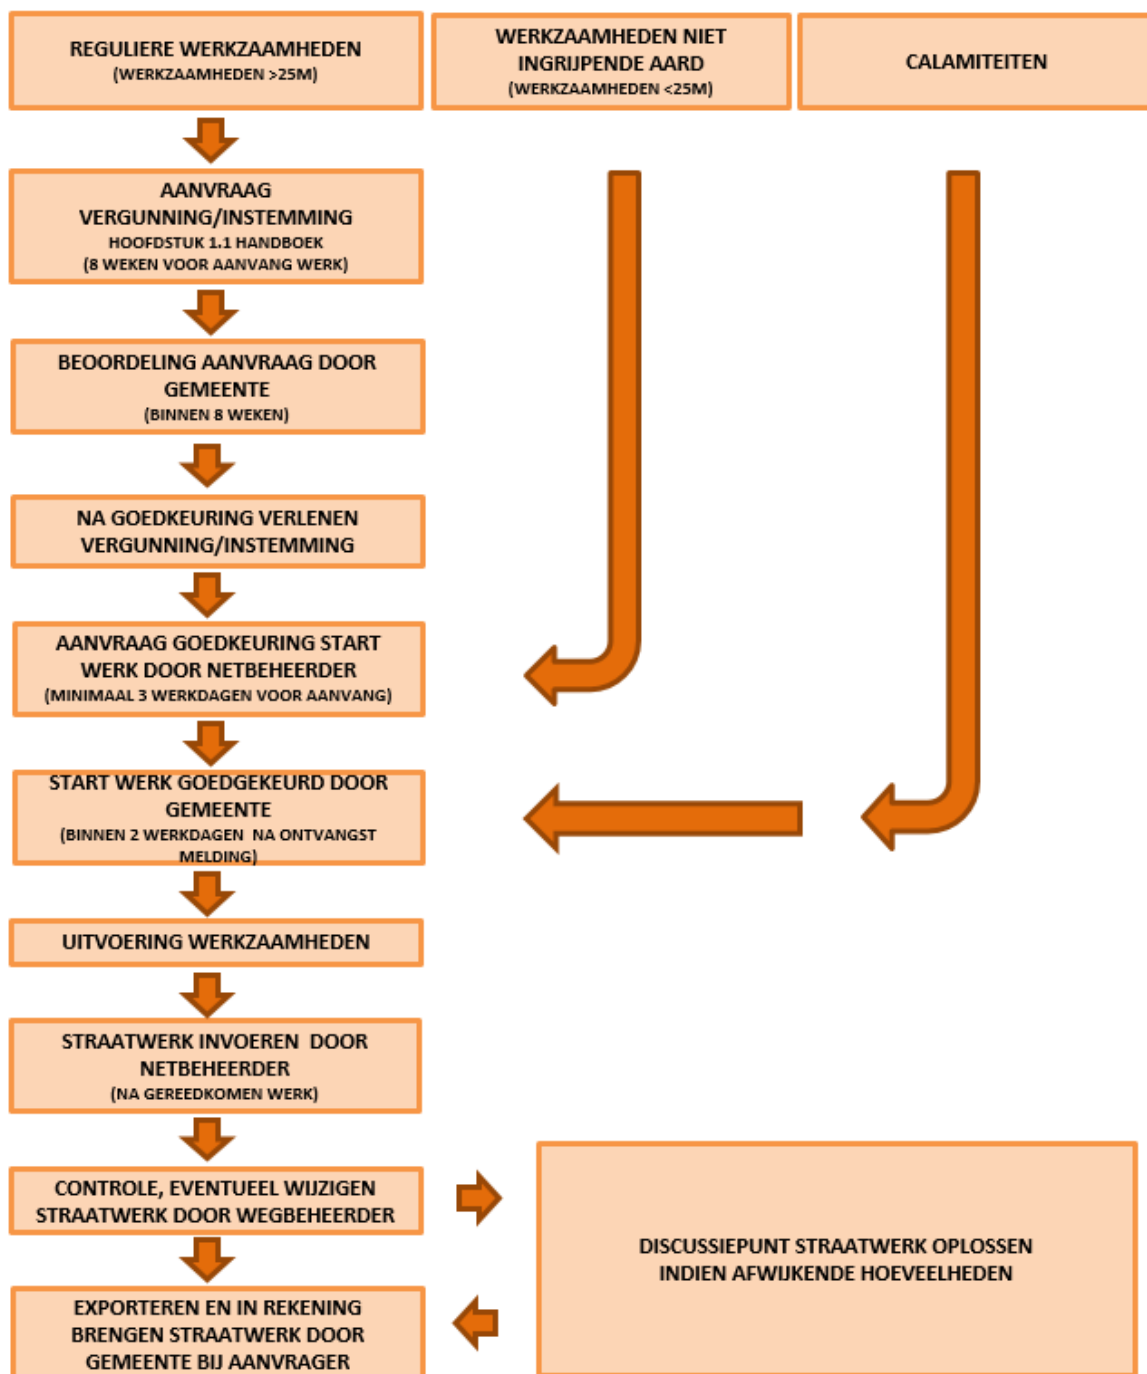 REGULIERE WERKZAAMHEDEN
(WERKZAAMHEDEN >25M)
WERKZAAMHEDEN NIET
INGRIJPENDE AARD
(WERKZAAMHEDEN <25M)
CALAMITEITEN
AANVRAAG
VERGUNNING/INSTEMMING
HOOFDSTUK 1.1 HANDBOEK
(8 WEKEN VOOR AANVANG WERK)
BEOORDELING AANVRAAG DOOR
GEMEENTE
(BINNEN 8 WEKEN)
NA GOEDKEURING VERLENEN
VERGUNNING/INSTEMMING
AANVRAAG GOEDKEURING START
WERK DOOR NETBEHEERDER
(MINIMAAL 3 WERKDAGEN VOOR AANVANG)
START WERK GOEDGEKEURD DOOR
GEMEENTE
(BINNEN 2 WERKDAGEN NA ONTVANGST
MELDING)
UITVOERING WERKZAAMHEDEN
STRAATWERK INVOEREN DOOR
NETBEHEERDER
(NA GEREEDKOMEN WERK)
CONTROLE, EVENTUEEL WIJZIGEN
STRAATWERK DOOR WEGBEHEERDER
DISCUSSIEPUNT STRAATWERK OPLOSSEN
INDIEN AFWIJKENDE HOEVEELHEDEN
EXPORTEREN EN IN REKENING
BRENGEN STRAATWERK DOOR
GEMEENTE BIJ AANVRAGER